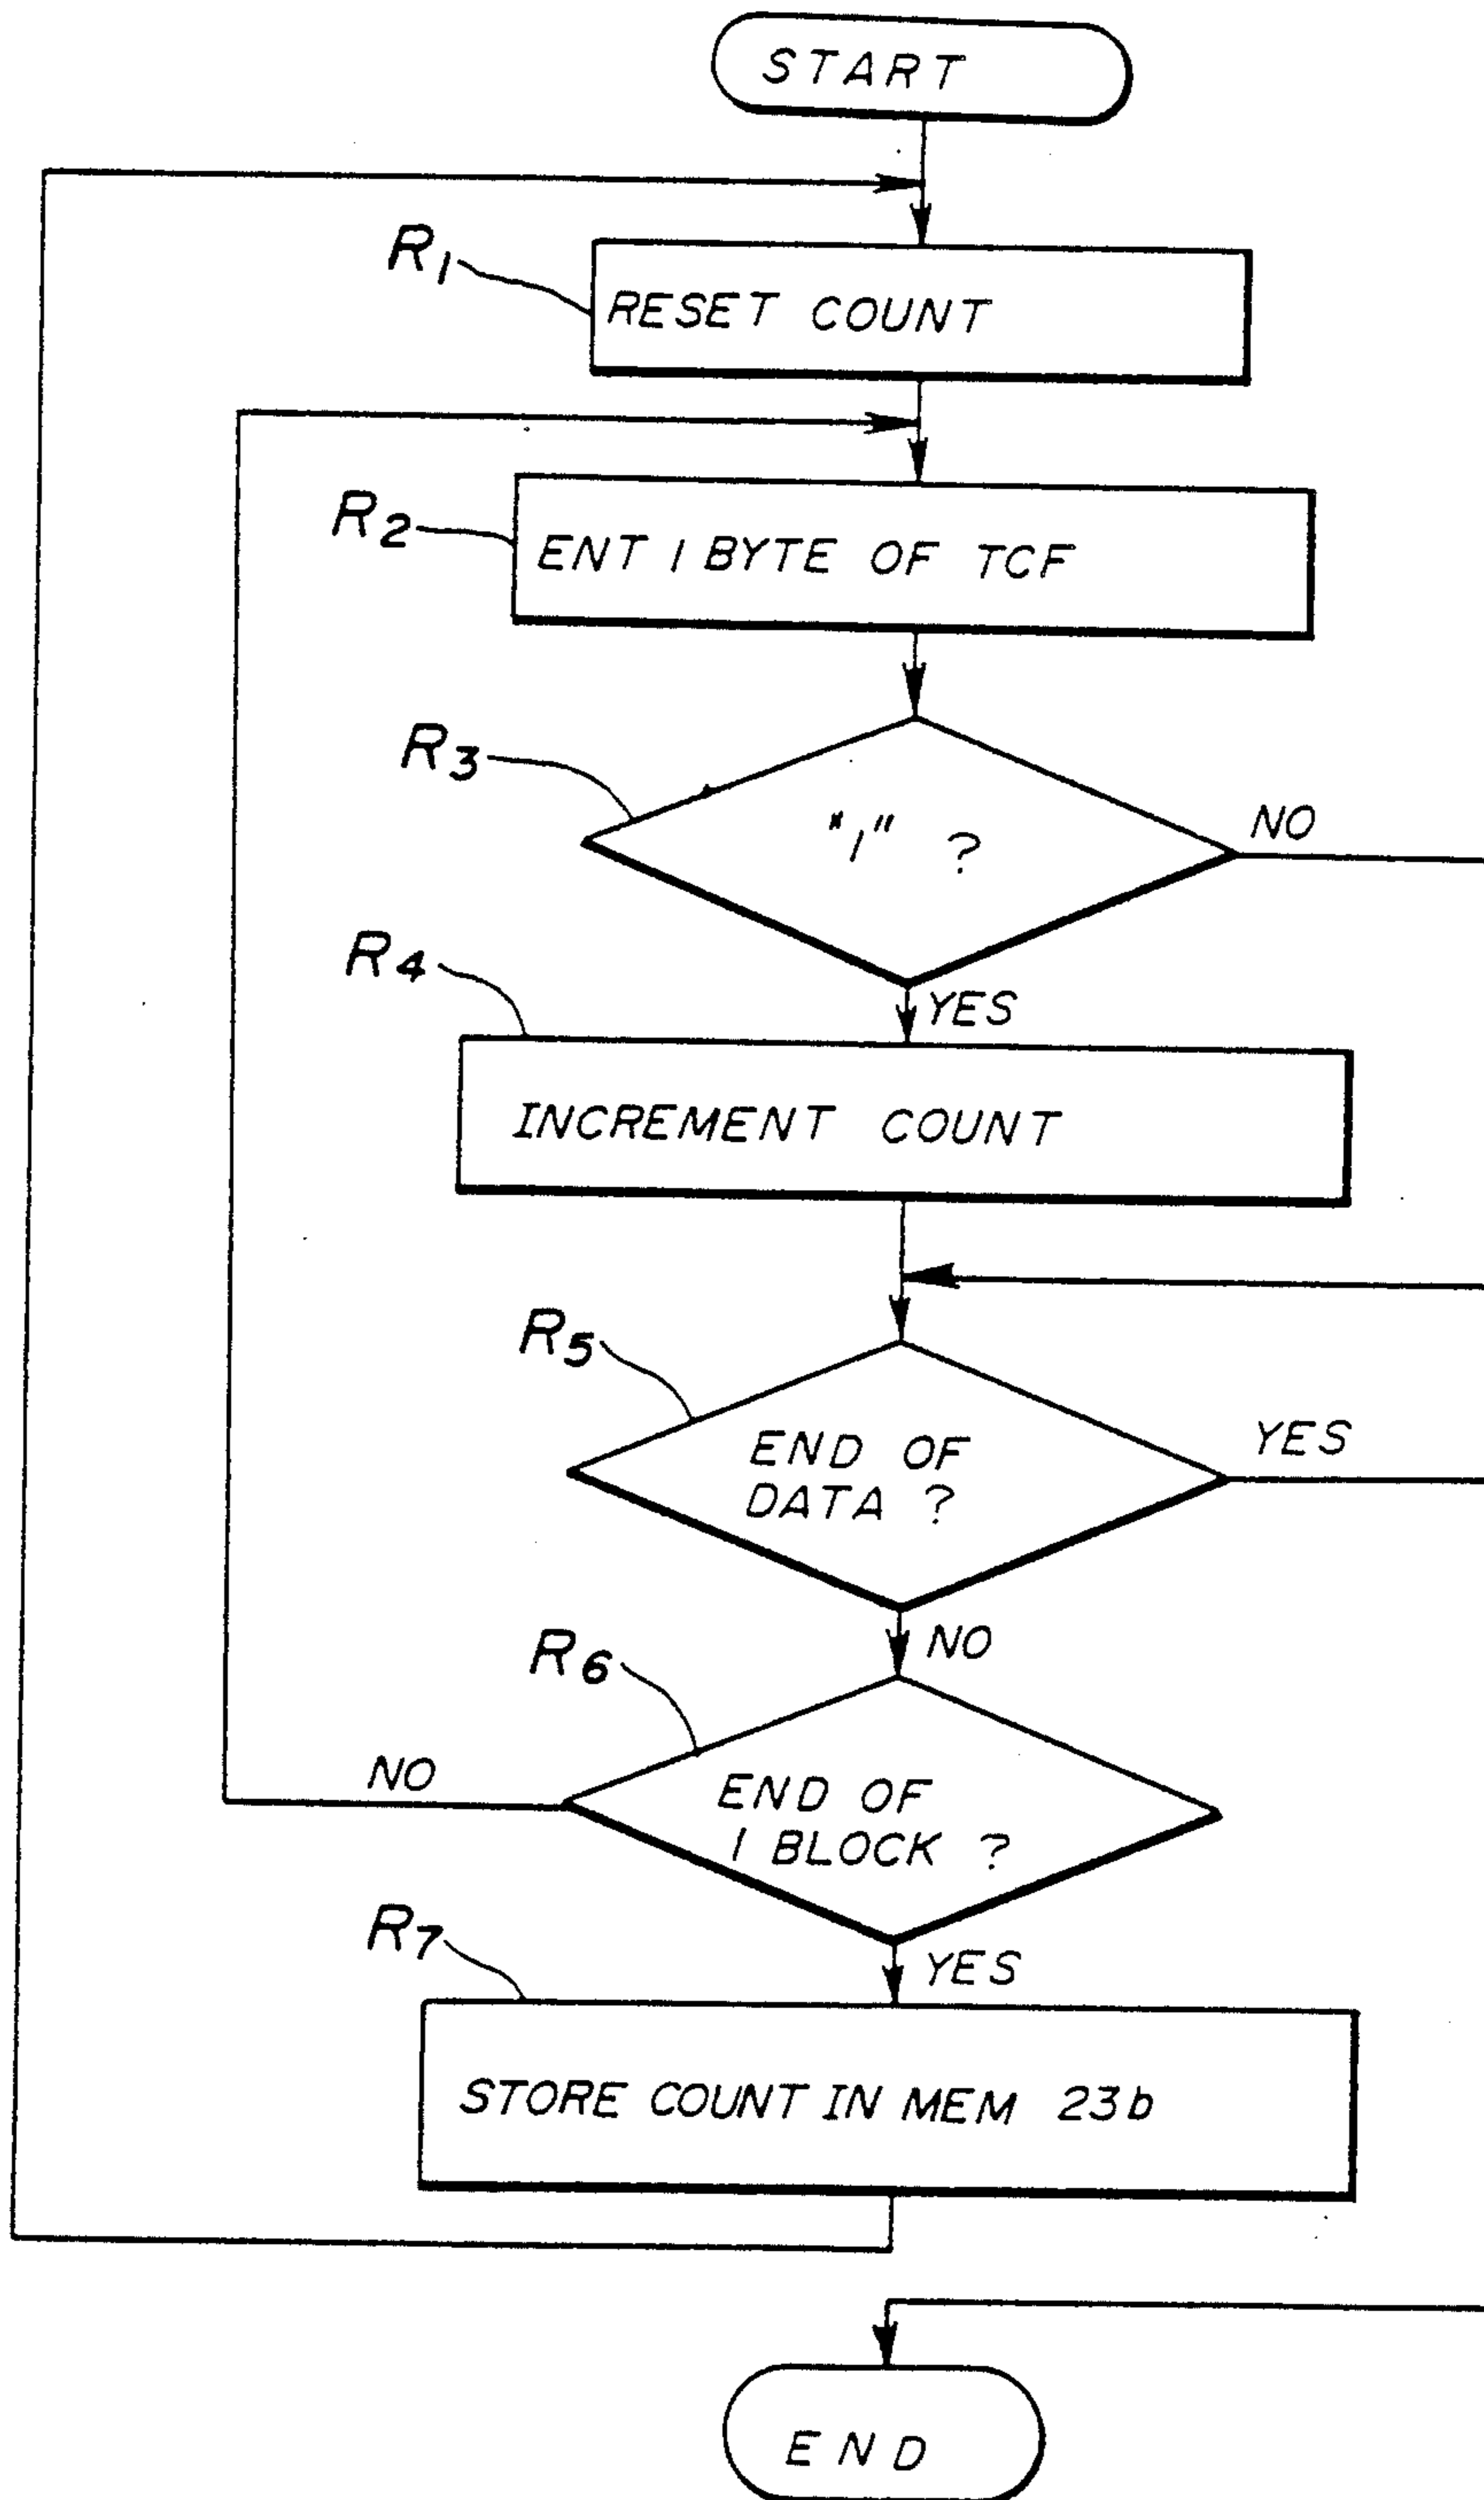 START
R1
RESET COUNT
R2
ENT 1 BYTE OF TCF
R3
"1" ?
NO
R4
YES
INCREMENT COUNT
R5
END OF
DATA ?
YES
NO
R6
END OF
1 BLOCK ?
NO
R7
YES
STORE COUNT IN MEM 23b
END